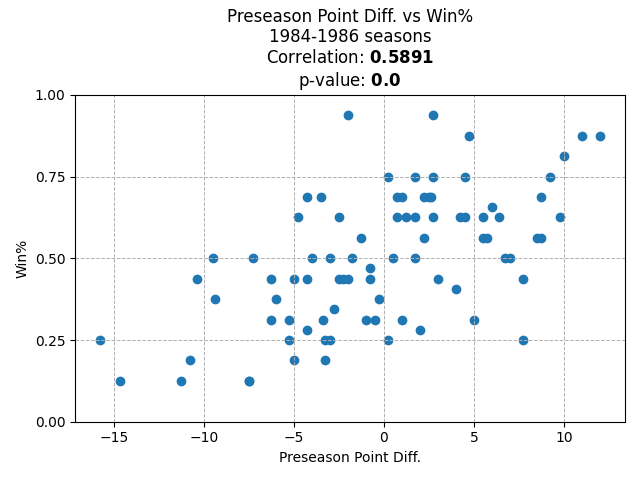 Preseason Point Diff. vs Win%
1984-1986 seasons
Correlation: 0.5891
p-value: 0.0
1.00
0.75
0.50
0.25
0.00
Win%
−15 −10 −5 0 5 10
Preseason Point Diff.